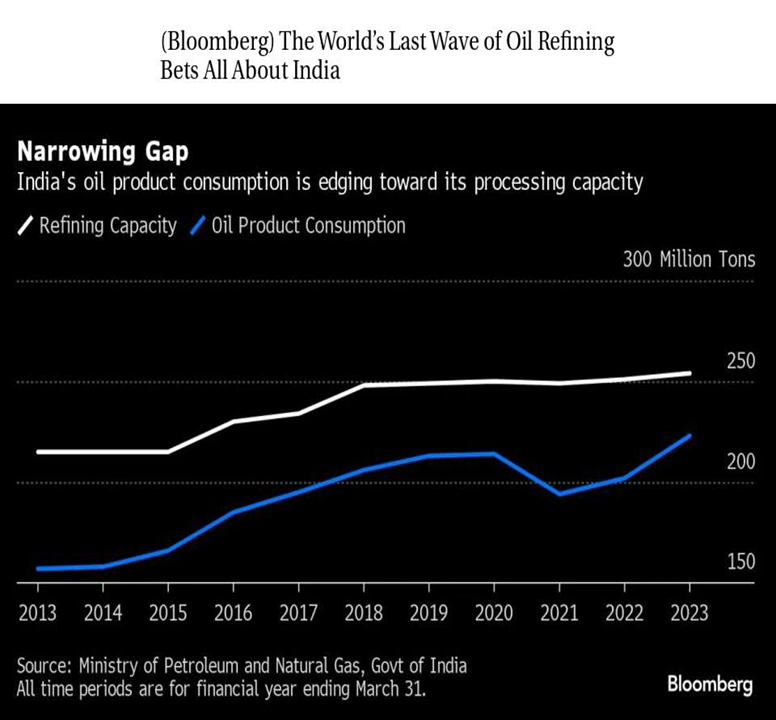 (Bloomberg) The World's Last Wave of Oil Refining
Bets All About India
Narrowing Gap
India's oil product consumption is edging toward its processing capacity
Refining Capacity Oil Product Consumption
300 Million Tons
250
200
150
2013 2014 2015 2016 2017 2018 2019 2020 2021 2022 2023
Source: Ministry of Petroleum and Natural Gas, Govt of India
All time periods are for financial year ending March 31.
Bloomberg